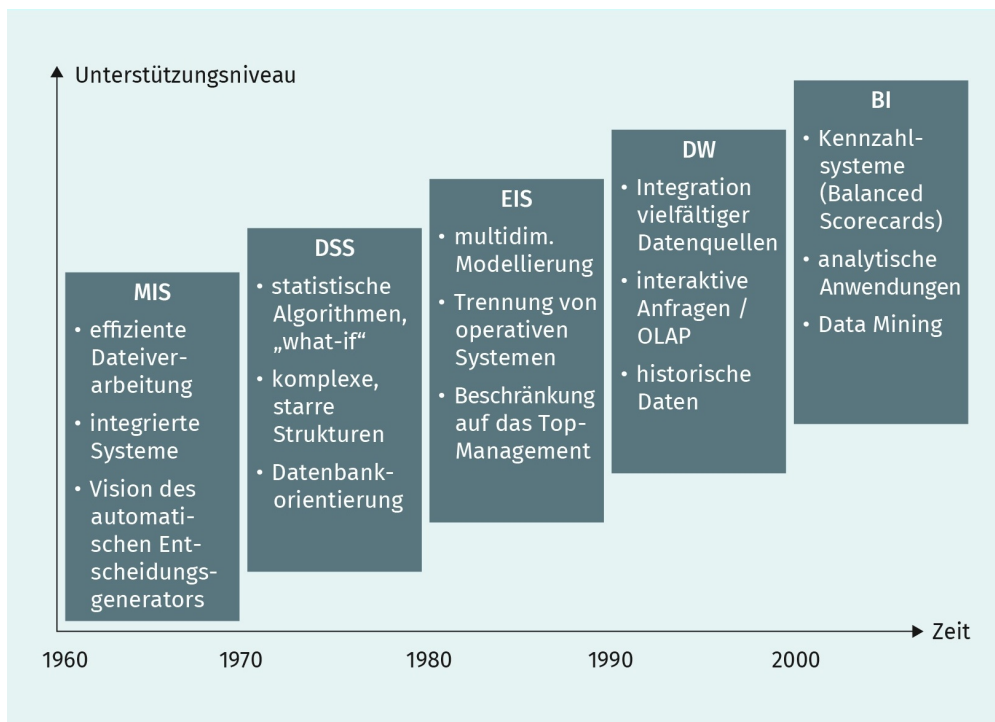 Unterstützungsniveau
MIS
• effiziente
Dateiver-
arbeitung
• integrierte
Systeme
• Vision des
automati-
schen Ent-
scheidungs-
generators
DSS
• statistische
Algorithmen,
„what-if“
• komplexe,
starre
Strukturen
• Datenbank-
orientierung
EIS
• multidim.
Modellierung
• Trennung von
operativen
Systemen
• Beschränkung
auf das Top-
Management
DW
• Integration
vielfältiger
Datenquellen
• interaktive
Anfragen /
OLAP
• historische
Daten
BI
• Kennzahl-
systeme
(Balanced
Scorecards)
• analytische
Anwendungen
• Data Mining
Zeit
1960 1970 1980 1990 2000